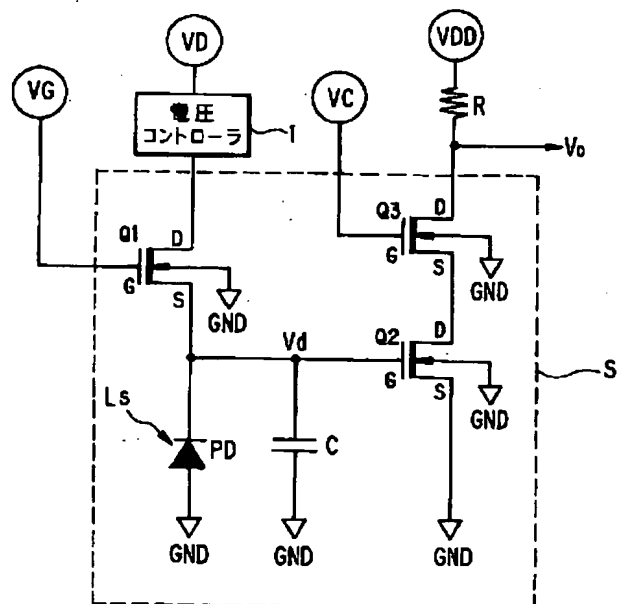 VD
VDD
VG
VC
電圧
コントローラ
1
R
Vo
Q1
D
G
S
GND
Q3
D
G
S
GND
Vd
Q2
D
G
S
GND
S
Ls
PD
C
GND
GND
GND